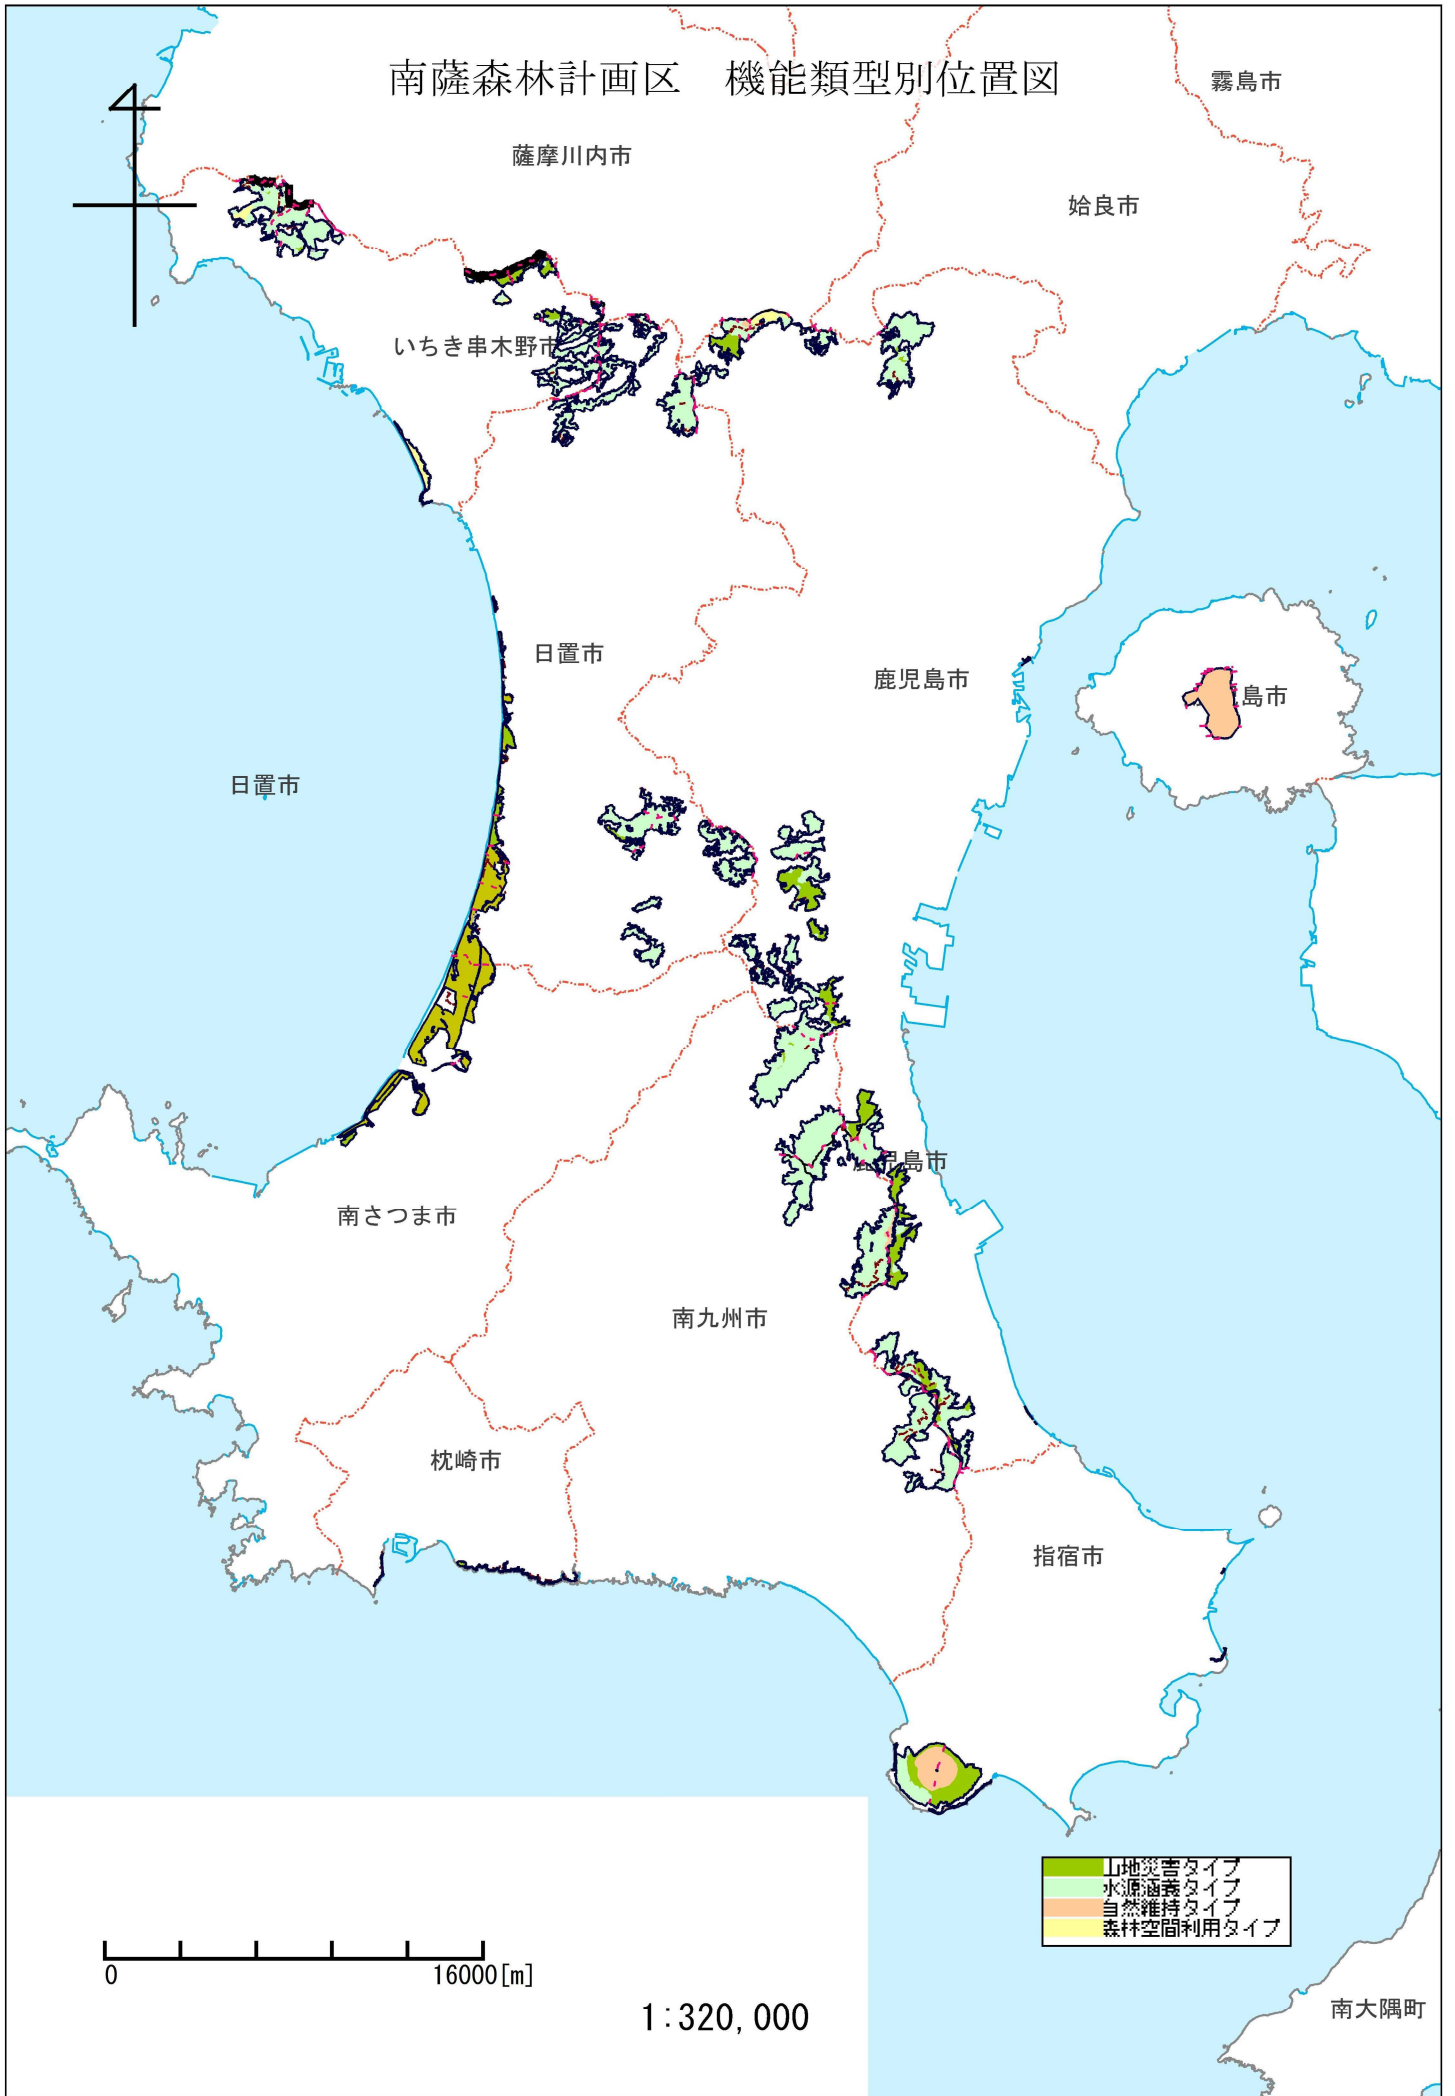 南薩森林計画区　機能類型別位置図
霧島市
薩摩川内市
姶良市
いちき串木野市
日置市
鹿児島市
島市
日置市
鹿児島市
南さつま市
南九州市
枕崎市
指宿市
山地災害タイプ
水源涵養タイプ
自然維持タイプ
森林空間利用タイプ
0 16000[m]
1:320,000
南大隅町